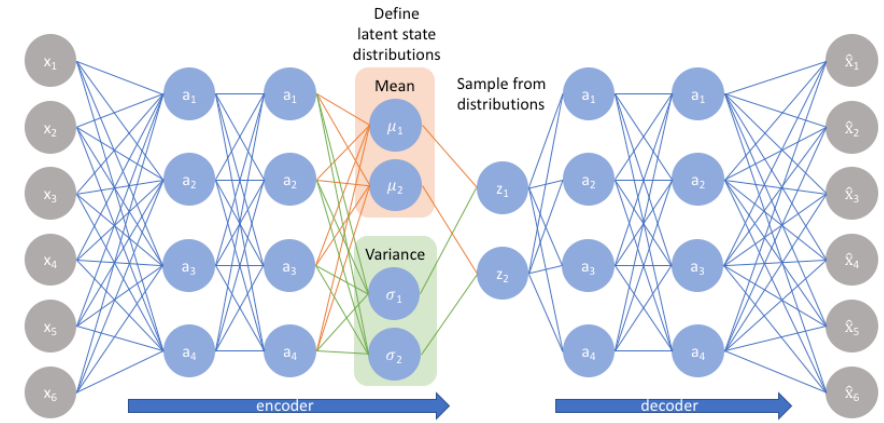 Define
latent state
distributions
Mean
Sample from
distributions
Variance
x₁
x₂
x₃
x₄
x₅
x₆
a₁
a₂
a₃
a₄
a₁
a₂
a₃
a₄
μ₁
μ₂
σ₁
σ₂
z₁
z₂
a₁
a₂
a₃
a₄
a₁
a₂
a₃
a₄
x̂₁
x̂₂
x̂₃
x̂₄
x̂₅
x̂₆
encoder
decoder